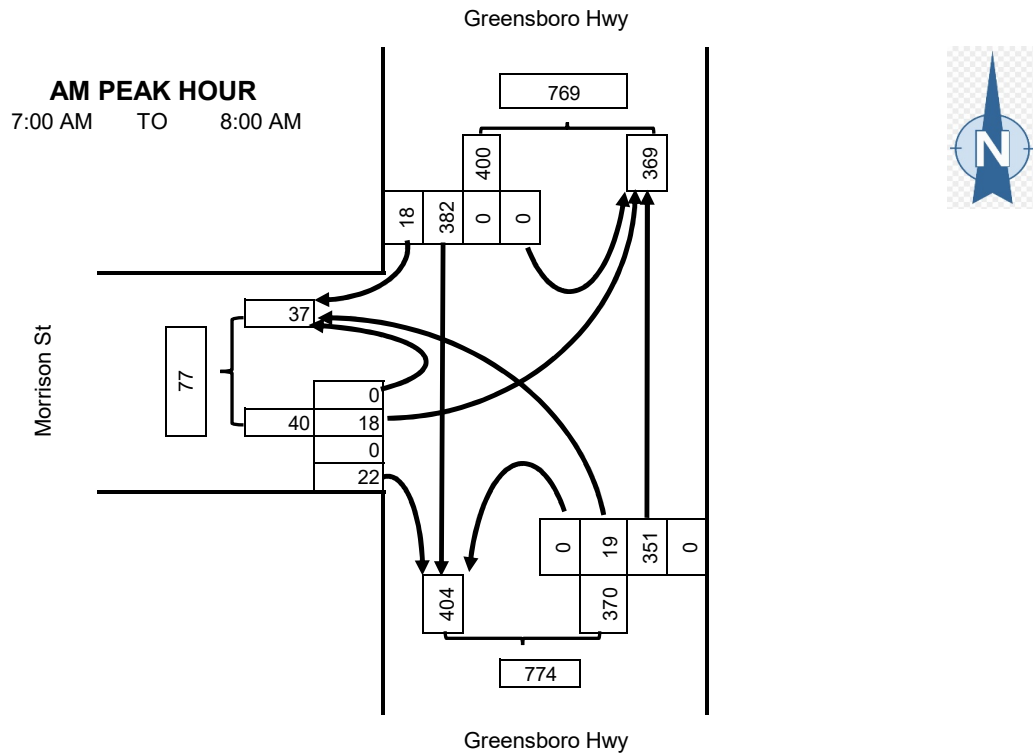 Greensboro Hwy
AM PEAK HOUR
7:00 AM TO 8:00 AM
769
400
369
18 382 0 0
N
37
Morrison St
77
0
40 18
0
22
0 19 351 0
404
370
774
Greensboro Hwy